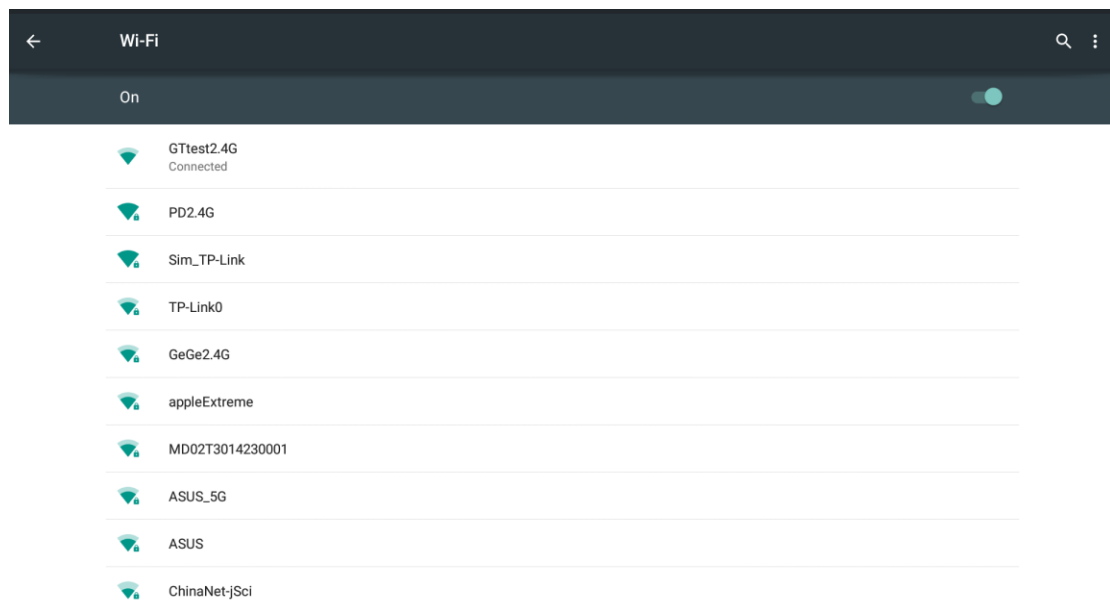 Wi-Fi
On
GTtest2.4G
Connected
PD2.4G
Sim_TP-Link
TP-Link0
GeGe2.4G
appleExtreme
MD02T3014230001
ASUS_5G
ASUS
ChinaNet-jSci